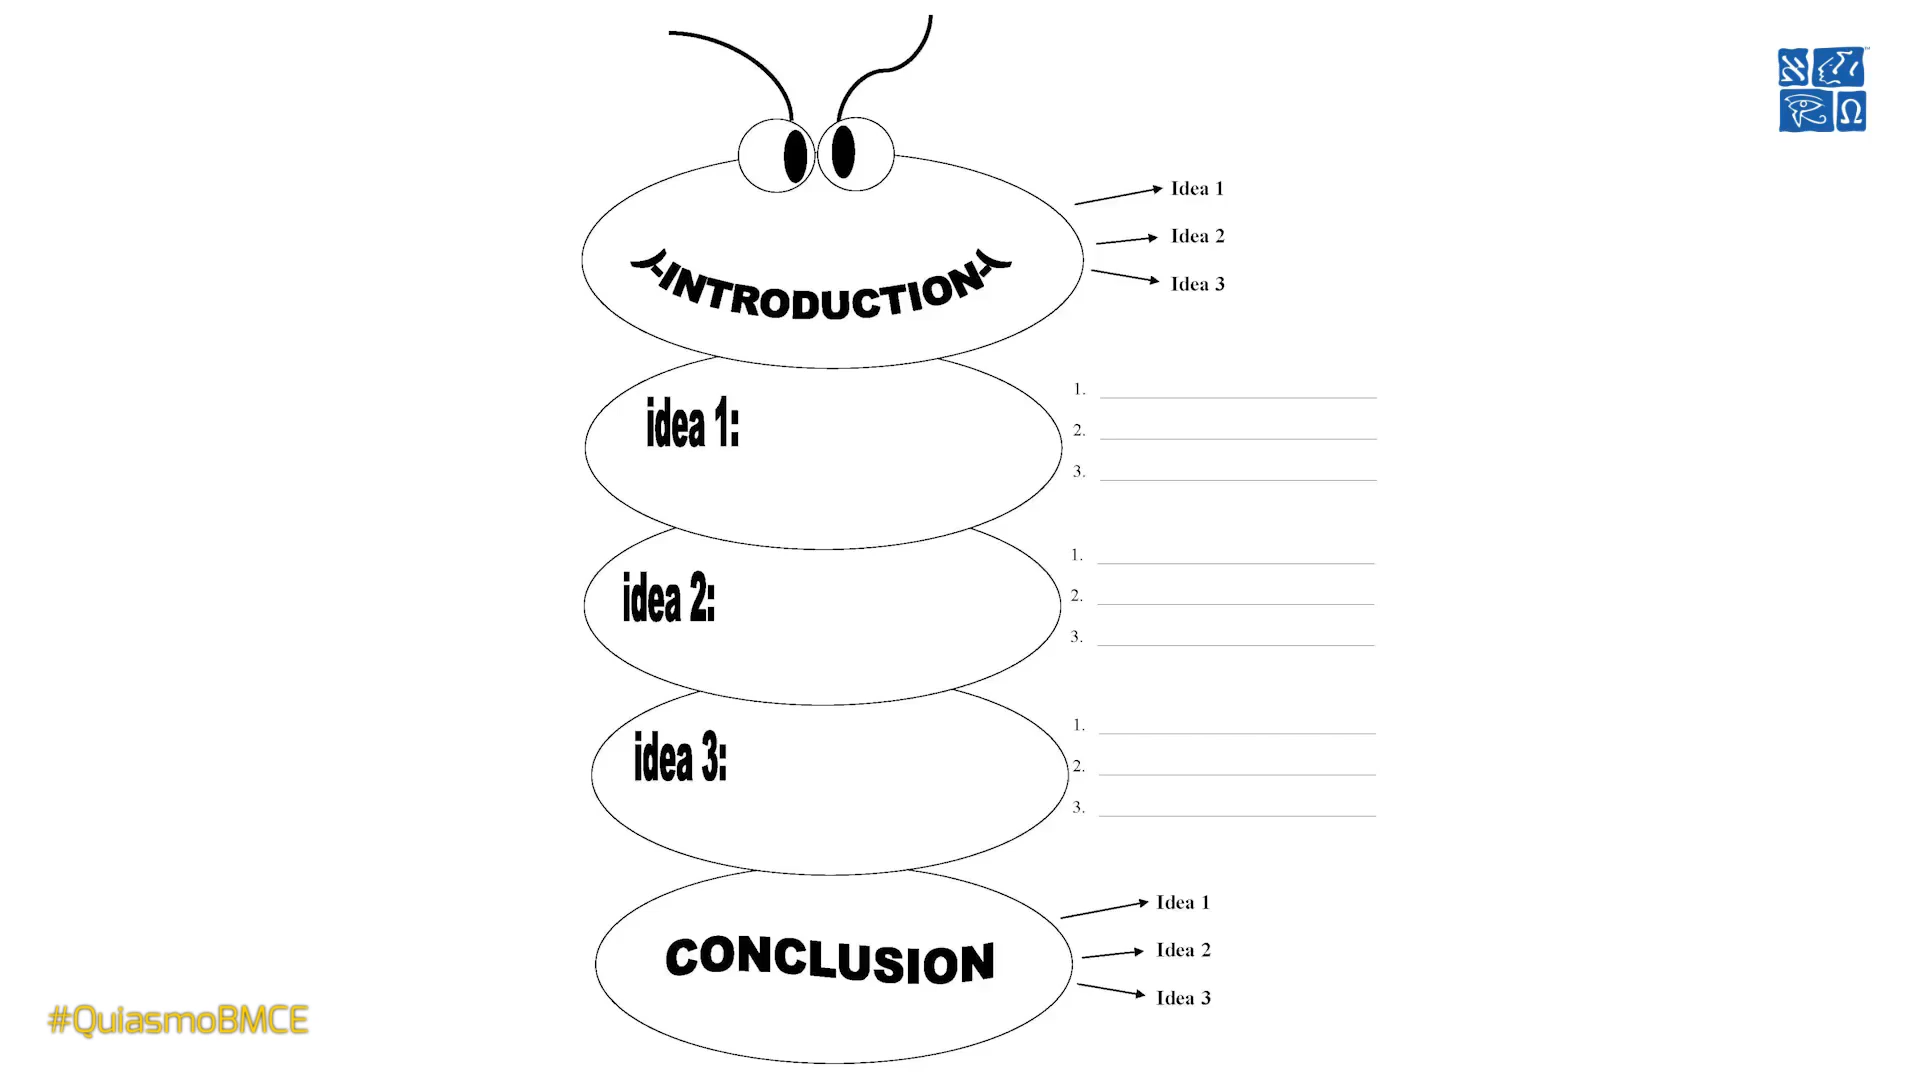 Idea 1
Idea 2
Idea 3
-INTRODUCTION-
idea 1:
1.
2.
3.
idea 2:
1.
2.
3.
idea 3:
1.
2.
3.
CONCLUSION
Idea 1
Idea 2
Idea 3
#QuiasmoBMCE
א
Ω